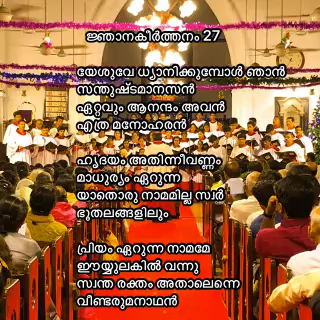 ജ്ഞാനകീർത്തനം 27
യേശുവേ ധ്യാനിക്കുമ്പോൾ ഞാൻ
സന്തുഷ്ടമാനസൻ
ഏറ്റവും ആനന്ദം അവൻ
എത്ര മനോഹരൻ
ഹൃദയം അതിന്നിവണ്ണം
മാധുര്യം ഏറുന്ന
യാതൊരു നാമമില്ല സ്വർ
ഭൂതലങ്ങളിലും
പ്രിയം ഏറുന്ന നാമമേ
ഈയ്യുലകിൽ വന്നു
സ്വന്ത രക്തം അതാലെന്നെ
വീണ്ടരുമനാഥൻ